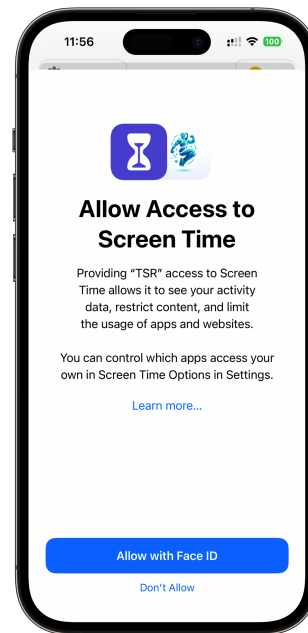 11:56
100
Allow Access to
Screen Time
Providing “TSR” access to Screen
Time allows it to see your activity
data, restrict content, and limit
the usage of apps and websites.
You can control which apps access your
own in Screen Time Options in Settings.
Learn more...
Allow with Face ID
Don't Allow